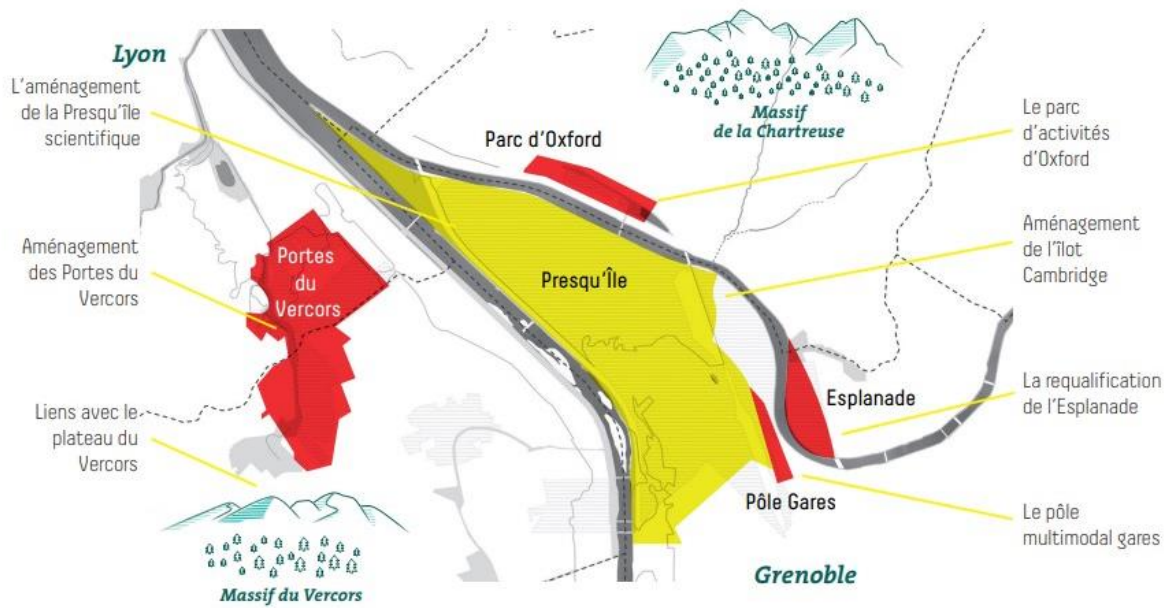 Lyon
L'aménagement
de la Presqu'île
scientifique
Massif
de la Chartreuse
Parc d'Oxford
Le parc
d'activités
d'Oxford
Aménagement
des Portes du
Vercors
Portes
du
Vercors
Presqu'Île
Aménagement
de l'îlot
Cambridge
Liens avec le
plateau du
Vercors
Esplanade
La requalification
de l'Esplanade
Pôle Gares
Le pôle
multimodal gares
Grenoble
Massif du Vercors